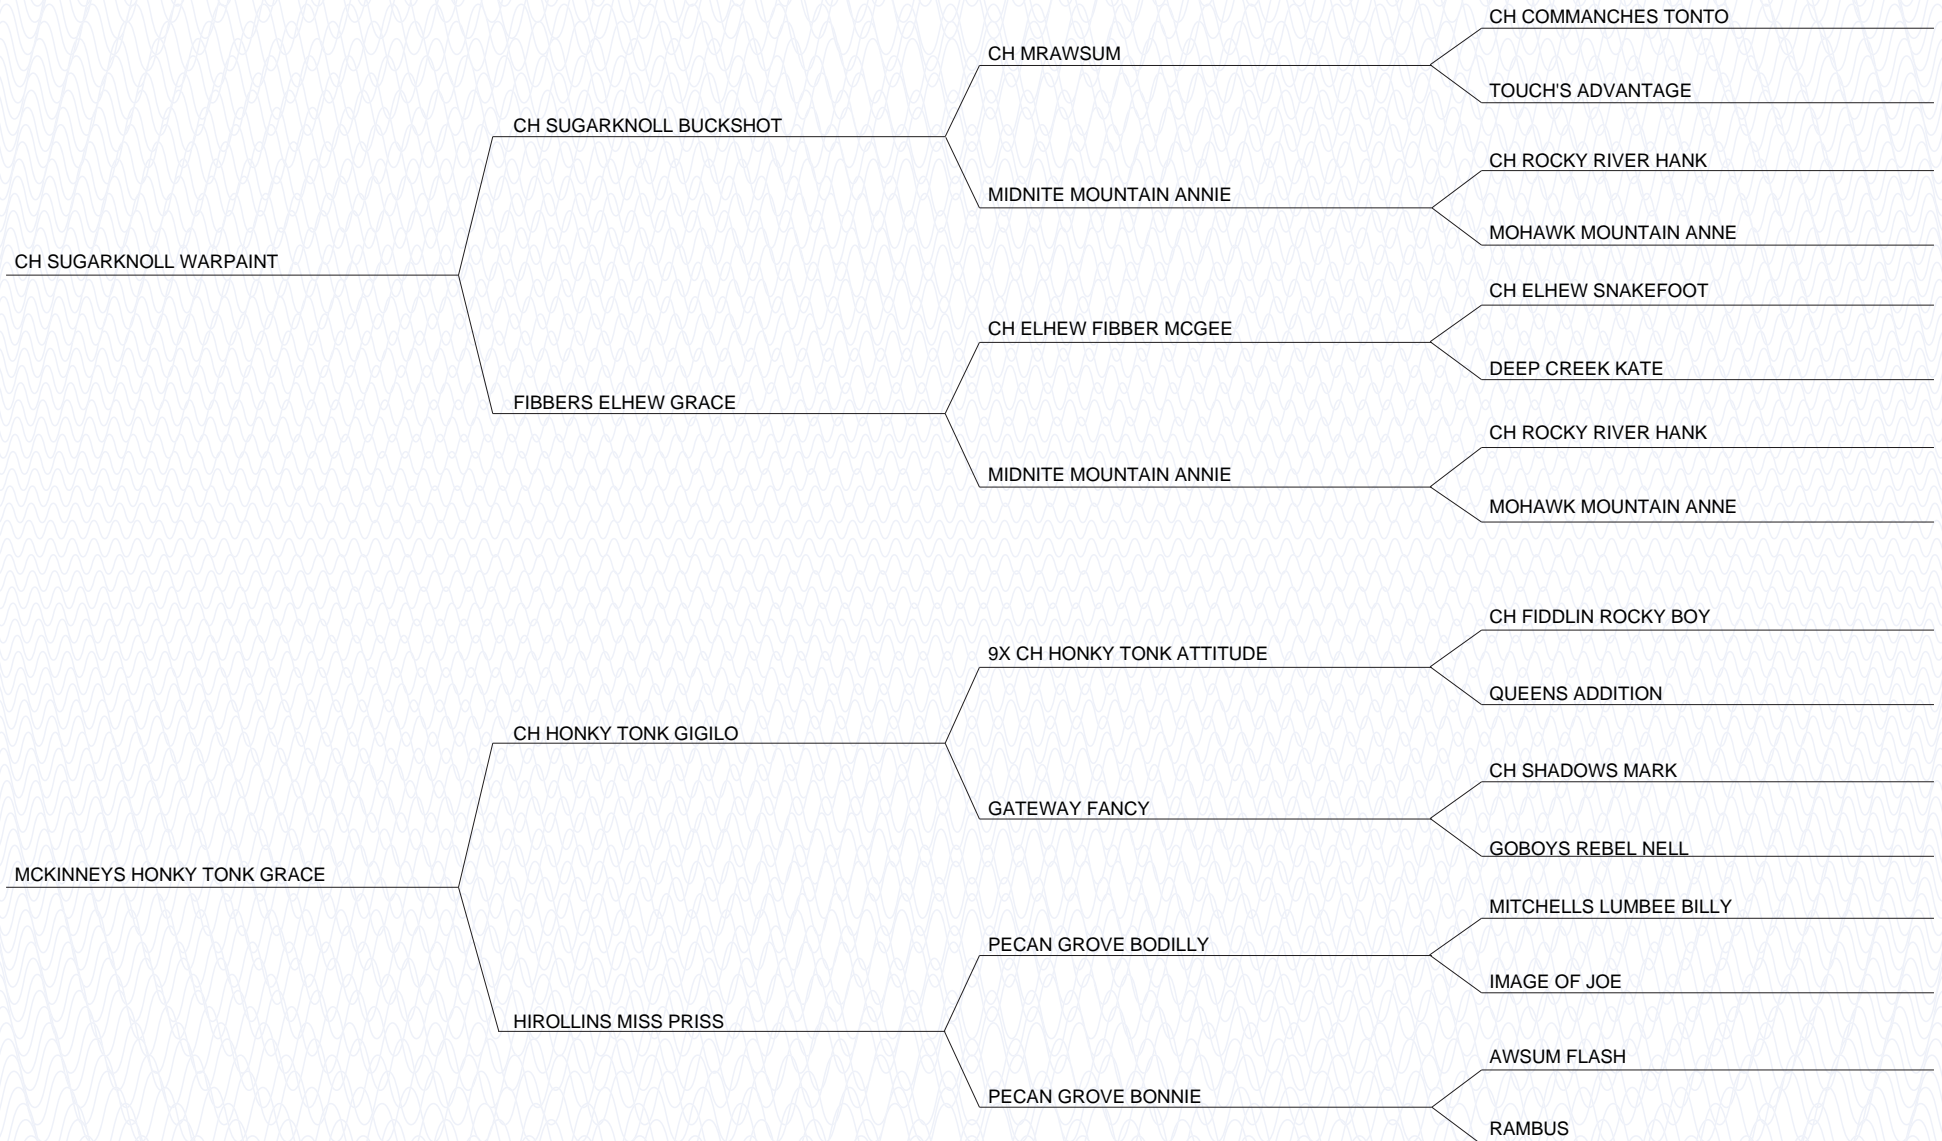 CH COMMANCHES TONTO
CH MRAWSUM
TOUCH'S ADVANTAGE
CH SUGARKNOLL BUCKSHOT
CH ROCKY RIVER HANK
MIDNITE MOUNTAIN ANNIE
MOHAWK MOUNTAIN ANNE
CH SUGARKNOLL WARPAINT
CH ELHEW SNAKEFOOT
CH ELHEW FIBBER MCGEE
DEEP CREEK KATE
FIBBERS ELHEW GRACE
CH ROCKY RIVER HANK
MIDNITE MOUNTAIN ANNIE
MOHAWK MOUNTAIN ANNE
CH FIDDLIN ROCKY BOY
9X CH HONKY TONK ATTITUDE
QUEENS ADDITION
CH HONKY TONK GIGILO
CH SHADOWS MARK
GATEWAY FANCY
GOBOYS REBEL NELL
MCKINNEYS HONKY TONK GRACE
MITCHELLS LUMBEE BILLY
PECAN GROVE BODILLY
IMAGE OF JOE
HIROLLINS MISS PRISS
AWSUM FLASH
PECAN GROVE BONNIE
RAMBUS